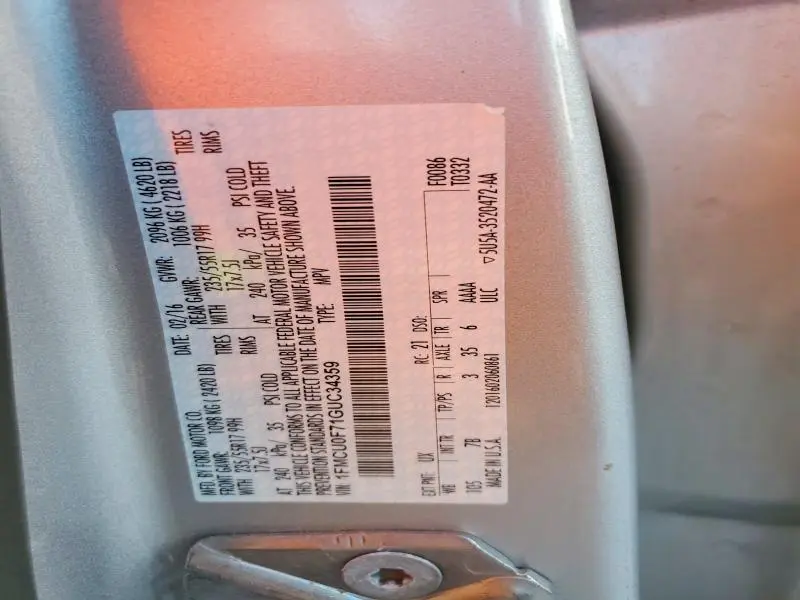 MFD. BY FORD MOTOR CO.
DATE: 02/16 GVWR: 2096 KG ( 4620 LB)
FRONT GAWR: 1098 KG ( 2420 LB)
REAR GAWR: 1006 KG ( 2218 LB)
WITH 235/55R17 99H TIRES
WITH 235/55R17 99H TIRES
17x7.5J RIMS
17x7.5J RIMS
AT 240 kPa/ 35 PSI COLD
AT 240 kPa/ 35 PSI COLD
THIS VEHICLE CONFORMS TO ALL APPLICABLE FEDERAL MOTOR VEHICLE SAFETY AND THEFT
PREVENTION STANDARDS IN EFFECT ON THE DATE OF MANUFACTURE SHOWN ABOVE.
VIN: 1FMCU0F71GUC34359 TYPE: MPV
F0086
T0332
EXT PNT: UX RC: 21 DSO:
WB INT TR TP/PS R AXLE TR SPR
105 7B 3 35 6 AAAA
MADE IN U.S.A. 12016020608​61 ULC
▽5U5A-3520472-AA